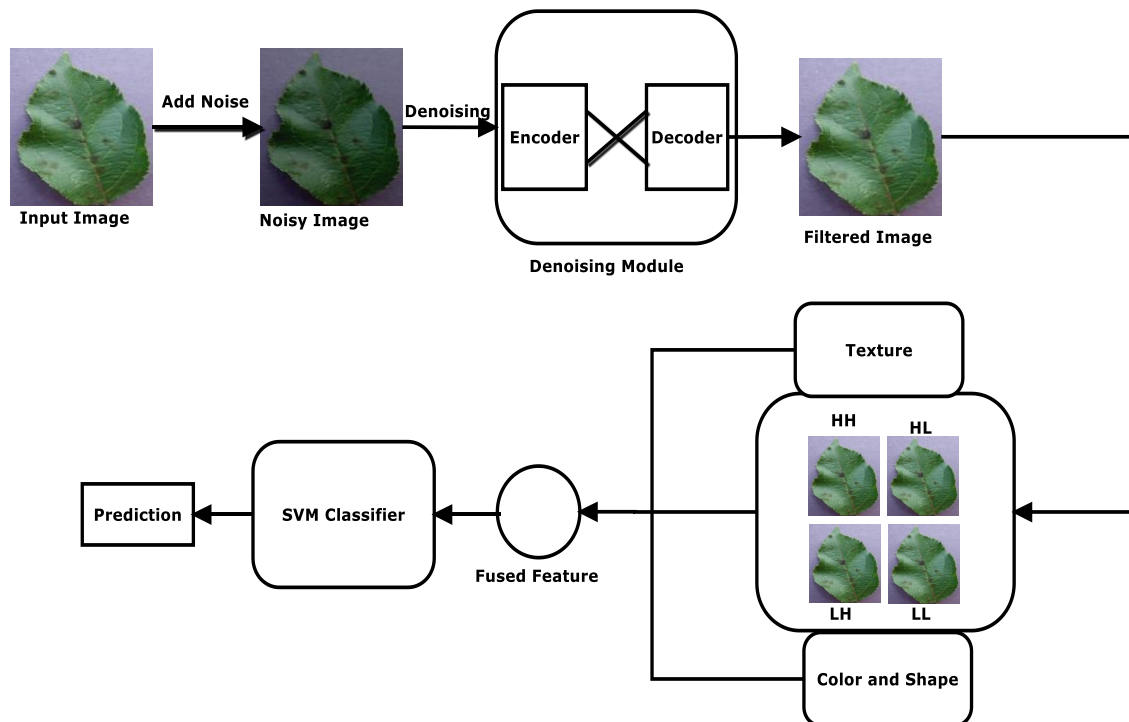 Add Noise
Denoising
Encoder
Decoder
Input Image
Noisy Image
Filtered Image
Denoising Module
Texture
HH
HL
Prediction
SVM Classifier
Fused Feature
LH
LL
Color and Shape